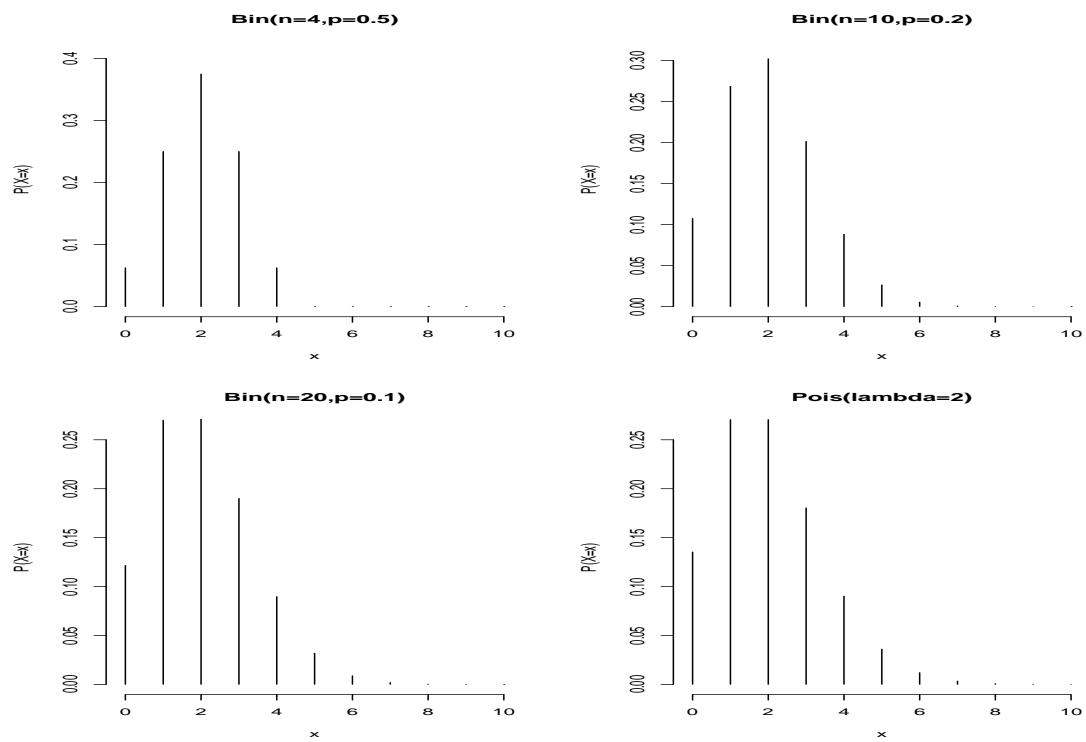 Bin(n=4,p=0.5)
P(X=x)
0.4
0.3
0.2
0.1
0.0
0 2 4 6 8 10
x
Bin(n=10,p=0.2)
P(X=x)
0.30
0.25
0.20
0.15
0.10
0.05
0.00
0 2 4 6 8 10
x
Bin(n=20,p=0.1)
P(X=x)
0.25
0.20
0.15
0.10
0.05
0.00
0 2 4 6 8 10
x
Pois(lambda=2)
P(X=x)
0.25
0.20
0.15
0.10
0.05
0.00
0 2 4 6 8 10
x